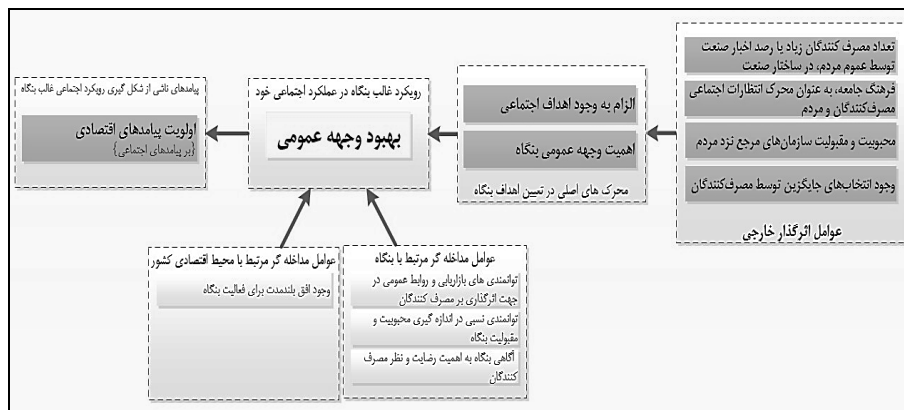 تعداد مصرف کنندگان زیاد یا رصد اخبار صنعت
توسط عموم مردم، در ساختار صنعت
فرهنگ جامعه، به عنوان محرک انتظارات اجتماعی
مصرف‌کنندگان و مردم
محبوبیت و مقبولیت سازمان‌های مرجع نزد مردم
وجود انتخاب‌های جایگزین توسط مصرف‌کنندگان
عوامل اثرگذار خارجی
الزام به وجود اهداف اجتماعی
اهمیت وجهه عمومی بنگاه
محرک های اصلی در تعیین اهداف بنگاه
رویکرد غالب بنگاه در عملکرد اجتماعی خود
بهبود وجهه عمومی
پیامدهای ناشی از شکل گیری رویکرد اجتماعی غالب بنگاه
اولویت پیامدهای اقتصادی
{بر پیامدهای اجتماعی}
عوامل مداخله گر مرتبط با بنگاه
توانمندی های بازاریابی و روابط عمومی در
جهت اثرگذاری بر مصرف کنندگان
توانمندی نسبی در اندازه گیری محبوبیت و
مقبولیت بنگاه
آگاهی بنگاه به اهمیت رضایت و نظر مصرف
کنندگان
عوامل مداخله گر مرتبط با محیط اقتصادی کشور
وجود افق بلندمدت برای فعالیت بنگاه